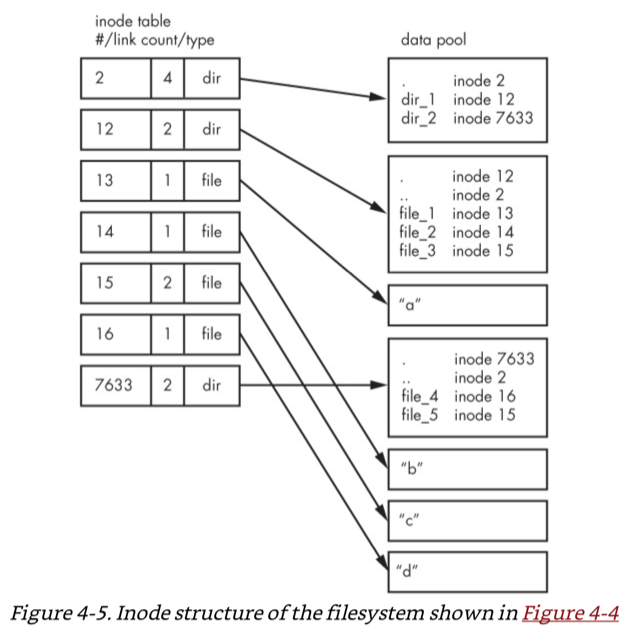 inode table
#/link count/type
data pool
2 4 dir
12 2 dir
13 1 file
14 1 file
15 2 file
16 1 file
7633 2 dir
. inode 2
dir_1 inode 12
dir_2 inode 7633
. inode 12
.. inode 2
file_1 inode 13
file_2 inode 14
file_3 inode 15
"a"
. inode 7633
.. inode 2
file_4 inode 16
file_5 inode 15
"b"
"c"
"d"
Figure 4-5. Inode structure of the filesystem shown in Figure 4-4